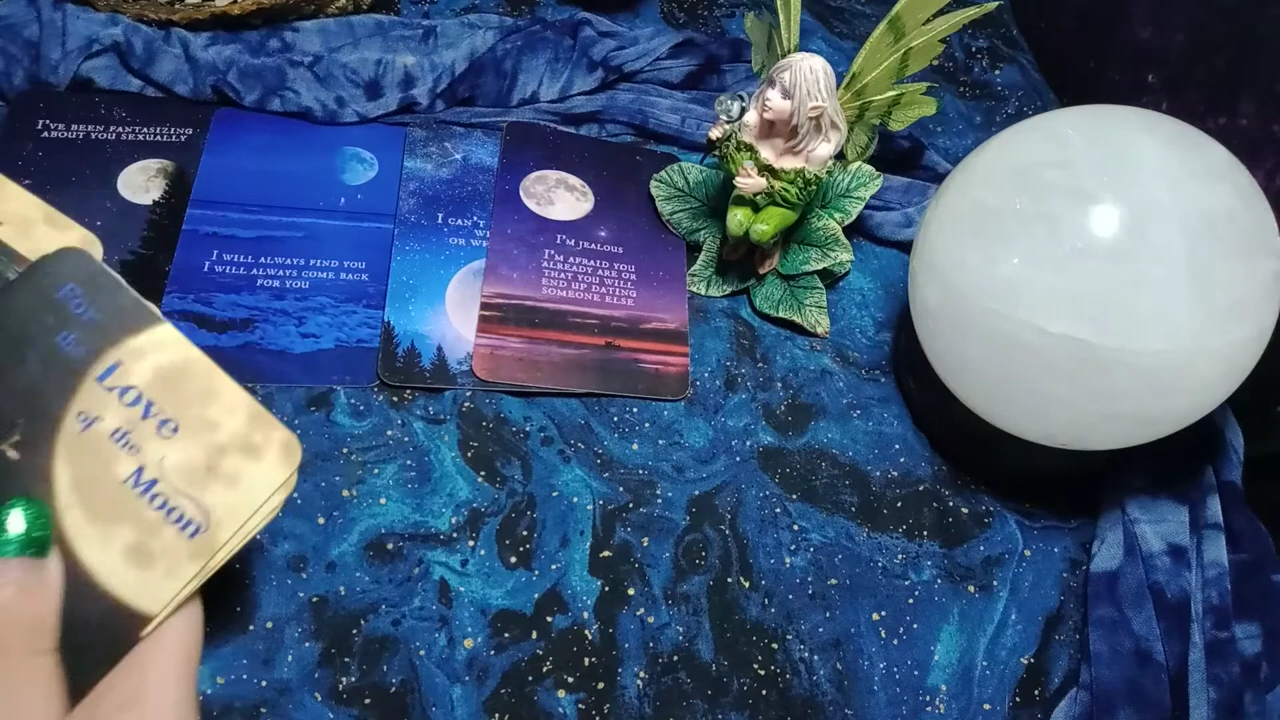 I've been fantasizing
about you sexually
I will always find you
I will always come back
for you
I can't
or
I'm jealous
I'm afraid you
already are or
that you will
end up dating
someone else
For
the
Love
of the
Moon